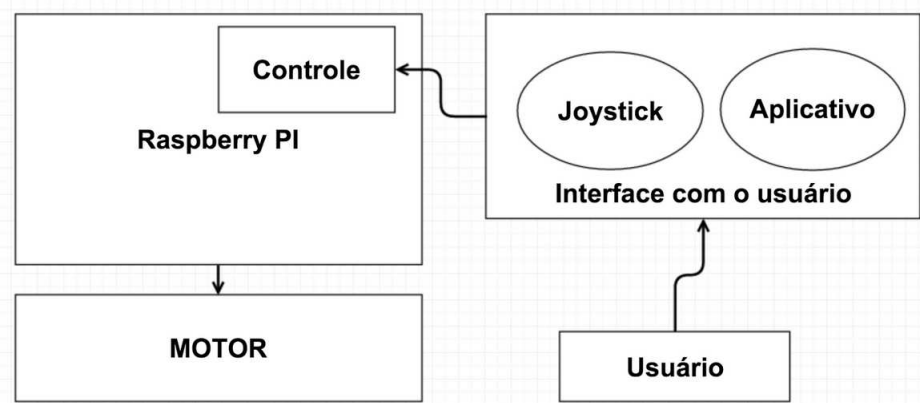 Controle
Raspberry PI
MOTOR
Joystick
Aplicativo
Interface com o usuário
Usuário